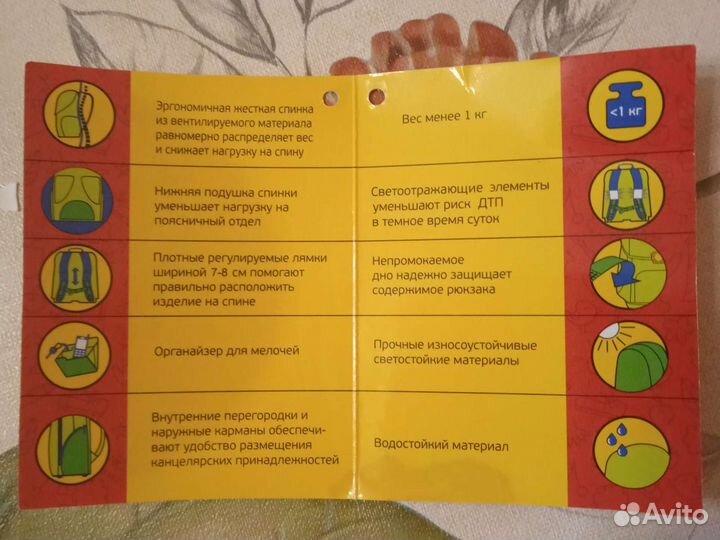 Эргономичная жесткая спинка
из вентилируемого материала
равномерно распределяет вес
и снижает нагрузку на спину
Нижняя подушка спинки
уменьшает нагрузку на
поясничный отдел
Плотные регулируемые лямки
шириной 7-8 см помогают
правильно расположить
изделие на спине
Органайзер для мелочей
Внутренние перегородки и
наружные карманы обеспечи-
вают удобство размещения
канцелярских принадлежностей
Вес менее 1 кг
<1 кг
Светоотражающие элементы
уменьшают риск ДТП
в темное время суток
Непромокаемое
дно надежно защищает
содержимое рюкзака
Прочные износоустойчивые
светостойкие материалы
Водостойкий материал
Avito